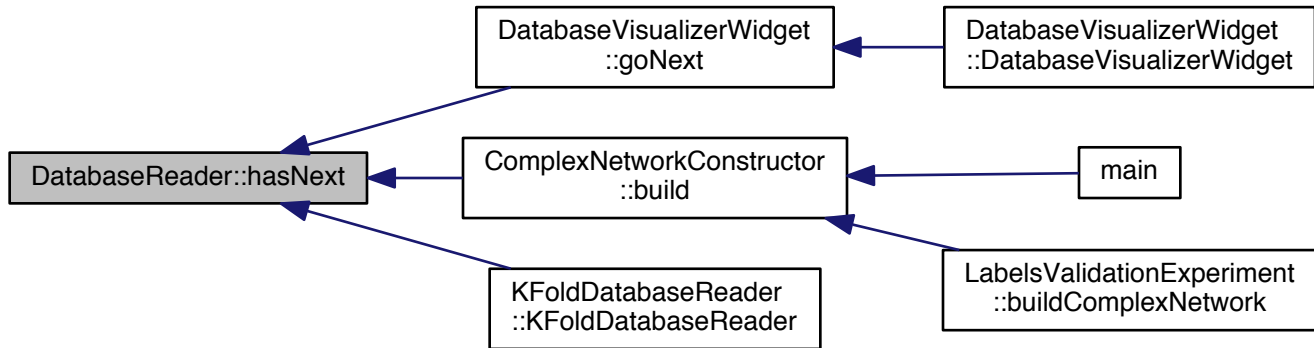 DatabaseReader::hasNext
DatabaseVisualizerWidget
::goNext
DatabaseVisualizerWidget
::DatabaseVisualizerWidget
ComplexNetworkConstructor
::build
main
LabelsValidationExperiment
::buildComplexNetwork
KFoldDatabaseReader
::KFoldDatabaseReader